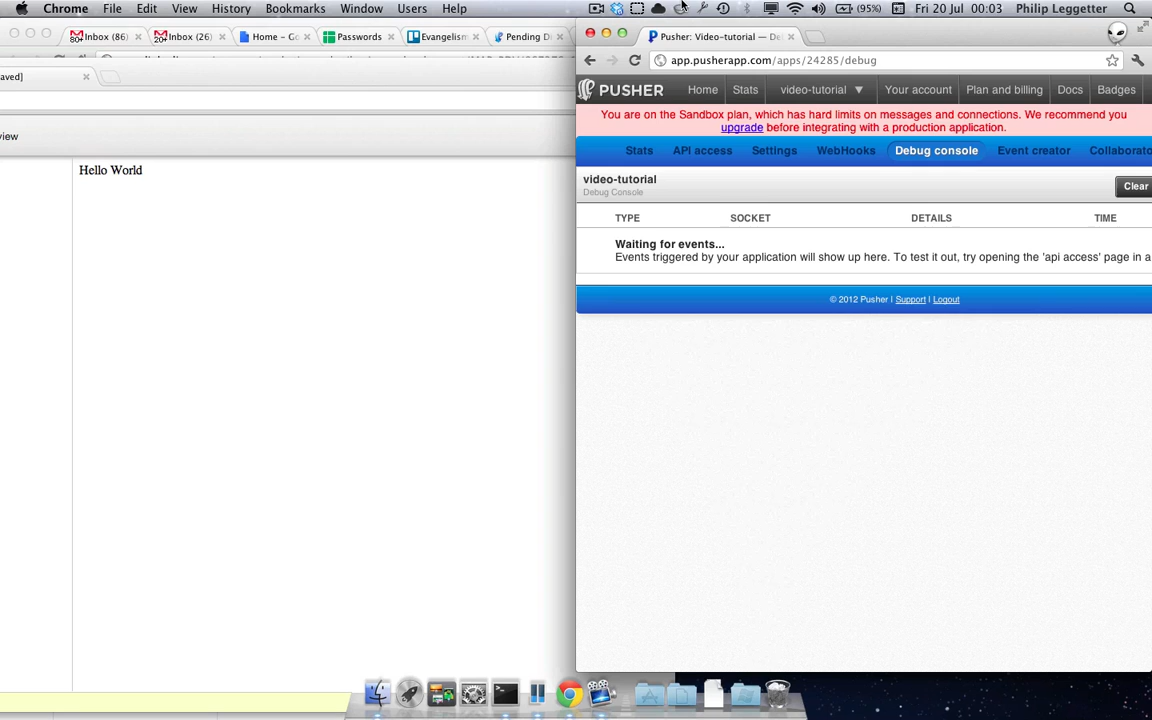 Chrome File Edit View History Bookmarks Window Users Help
(95%) Fri 20 Jul 00:03 Philip Leggetter
Inbox (86) Inbox (26) Home – Go Passwords Evangelism Pending D
Pusher: Video-tutorial — De
aved]
app.pusherapp.com/apps/24285/debug
PUSHER Home Stats video-tutorial Your account Plan and billing Docs Badges
You are on the Sandbox plan, which has hard limits on messages and connections. We recommend you
upgrade before integrating with a production application.
view
Stats API access Settings WebHooks Debug console Event creator Collaborato
Hello World
video-tutorial
Debug Console
Clear
TYPE SOCKET DETAILS TIME
Waiting for events...
Events triggered by your application will show up here. To test it out, try opening the 'api access' page in a
© 2012 Pusher | Support | Logout